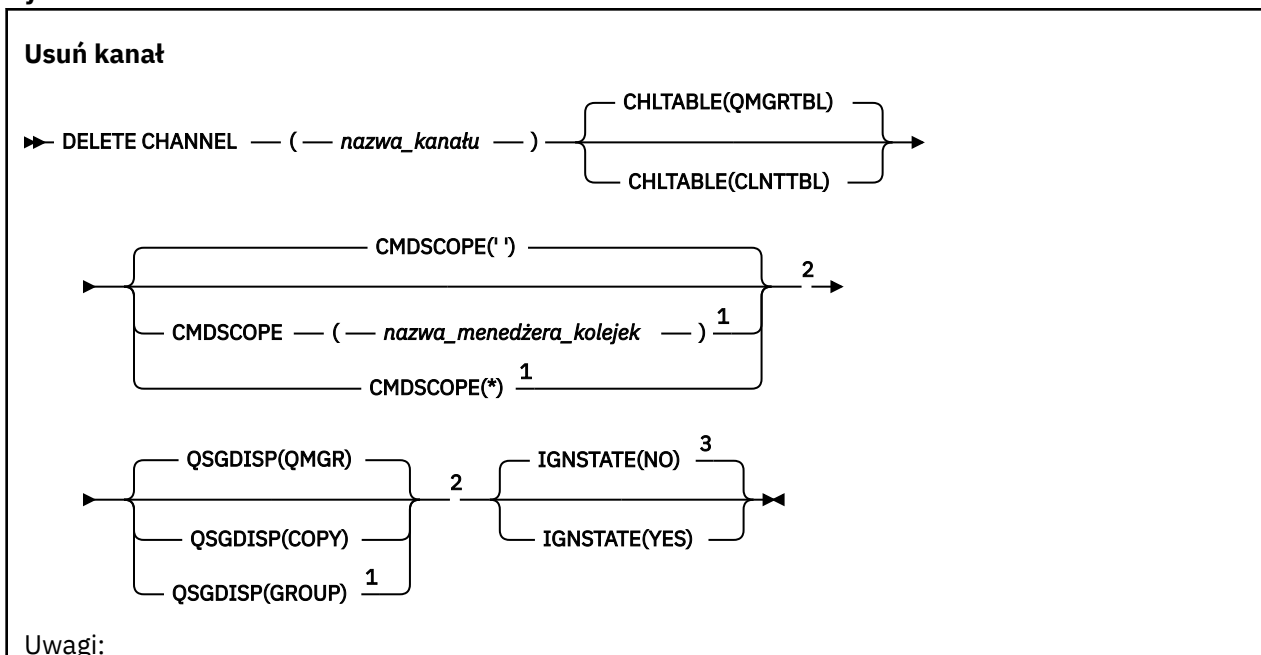 Usuń kanał
CHLTABLE(QMGRTBL)
DELETE CHANNEL ( nazwa_kanału )
CHLTABLE(CLNTTBL)
CMDSCOPE(' ')
2
CMDSCOPE ( nazwa_menedżera_kolejek ) 1
CMDSCOPE(*) 1
QSGDISP(QMGR) IGNSTATE(NO) 3
2
QSGDISP(COPY) IGNSTATE(YES)
QSGDISP(GROUP) 1
Uwagi: